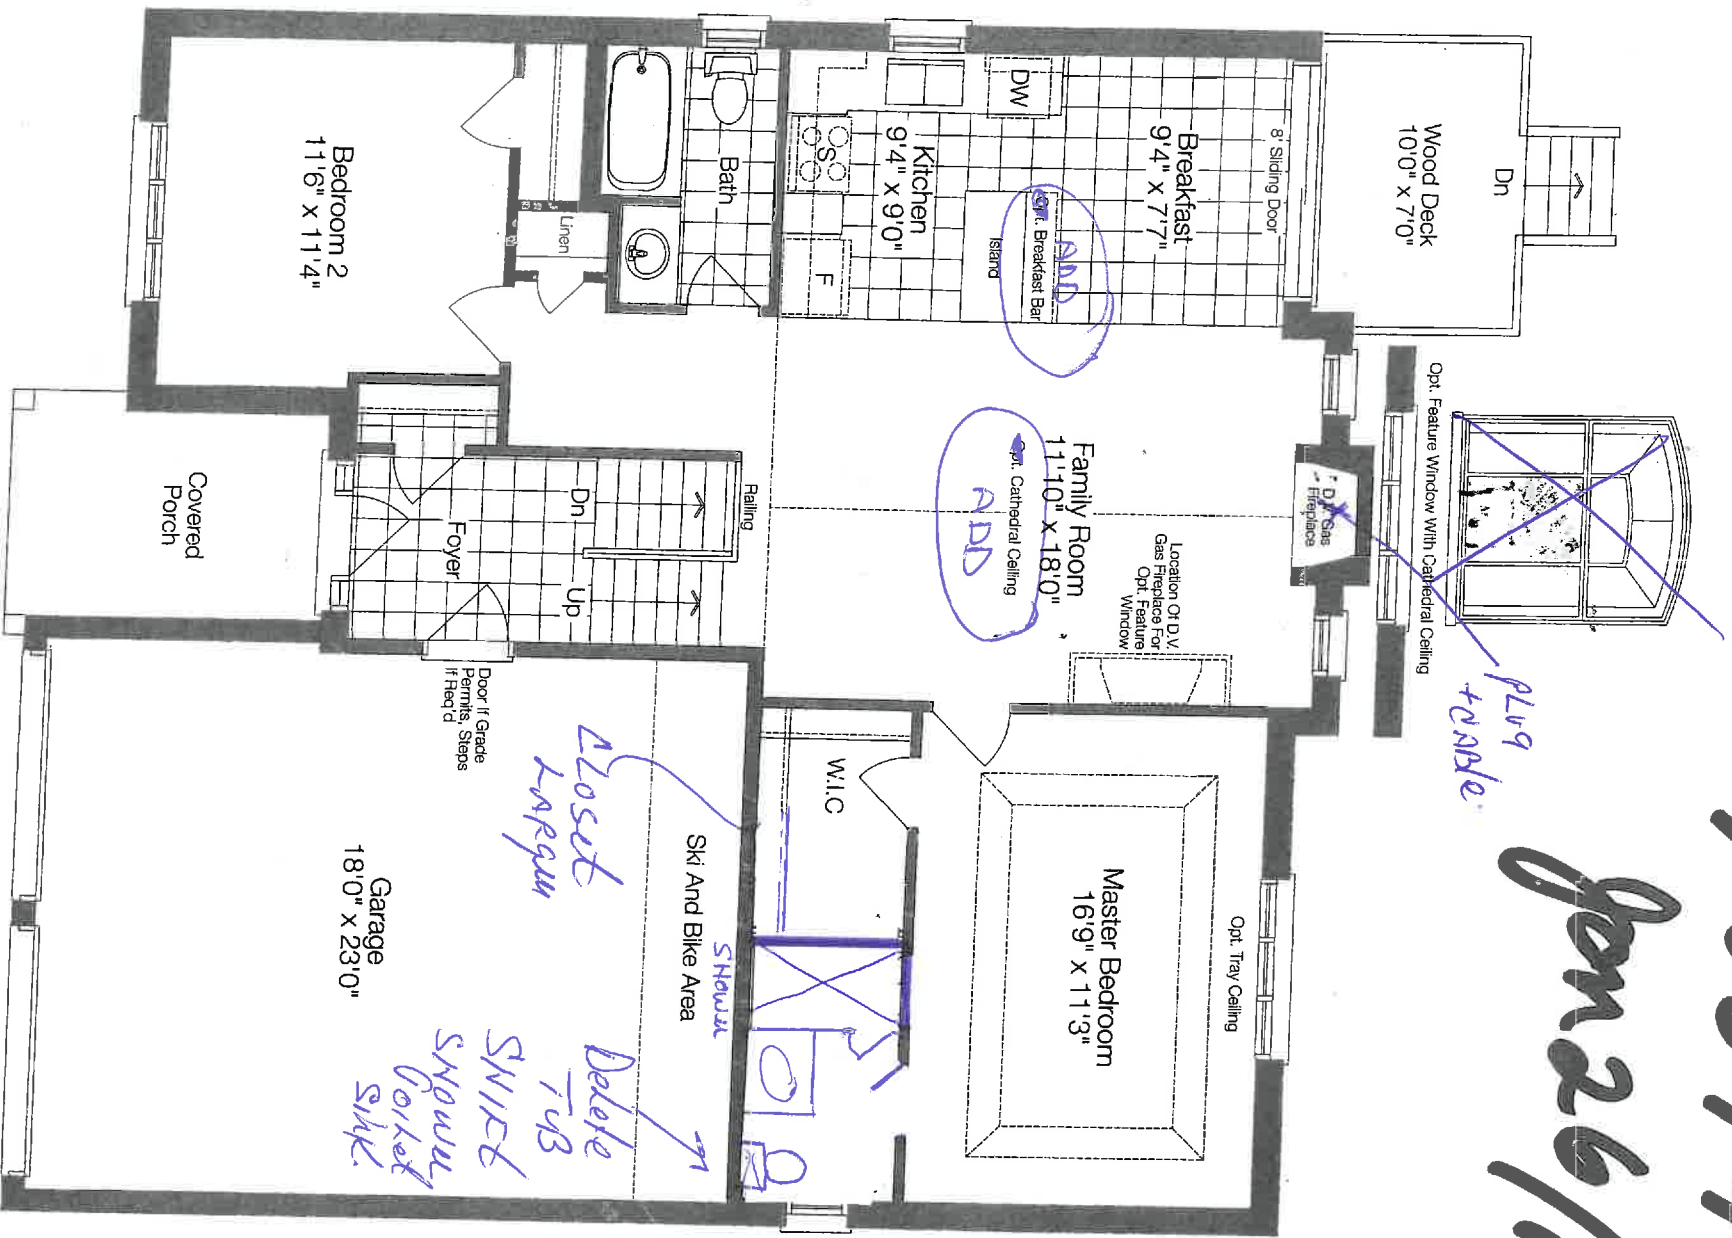 Wood Deck
10'0" x 7'0"
Dn
8' Sliding Door
Breakfast
9'4" x 7'7"
DW
Kitchen
9'4" x 9'0"
S
F
Opt. Breakfast Bar
ADD
Island
Bath
Linen
Bedroom 2
11'6" x 11'4"
Opt. Feature Window With Cathedral Ceiling
D.V. Gas
Fireplace
PLUG
+CABLE
Family Room
11'10" x 18'0"
Opt. Cathedral Ceiling
ADD
Location Of D.V.
Gas Fireplace For
Opt. Feature
Window
Railing
Dn
Up
Foyer
Covered
Porch
Door If Grade
Permits, Steps
If Req'd
W.I.C
Master Bedroom
16'9" x 11'3"
Opt. Tray Ceiling
Ski And Bike Area
SHOWER
CLOSET
Garage
18'0" x 23'0"
Delete
TUB
SHOWER
SINK.
Jan 26/1